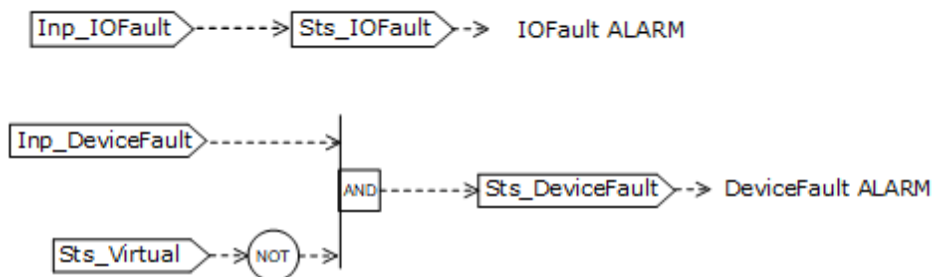 Inp_IOFault Sts_IOFault IOFault ALARM
Inp_DeviceFault
AND Sts_DeviceFault DeviceFault ALARM
Sts_Virtual NOT